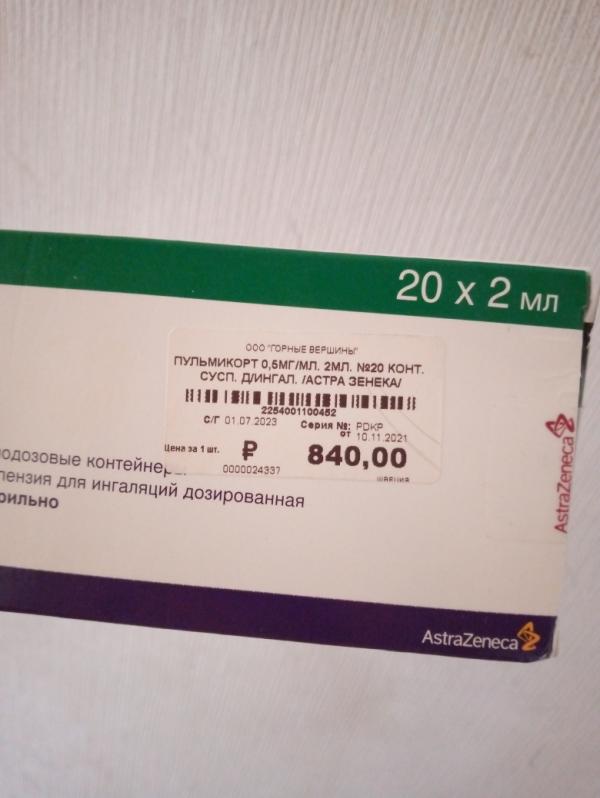 20 x 2 мл
ООО "ГОРНЫЕ ВЕРШИНЫ"
ПУЛЬМИКОРТ 0,5МГ/МЛ. 2МЛ. №20 КОНТ.
СУСП. Д/ИНГАЛ. /АСТРА ЗЕНЕКА/
2254001100452
С/Г 01.07.2023 Серия №: PDKP
от 10.11.2021
Цена за 1 шт. ₽ 840,00
0000024337
швеция
нодозовые контейнеры
пензия для ингаляций дозированная
рильно
AstraZeneca
AstraZeneca